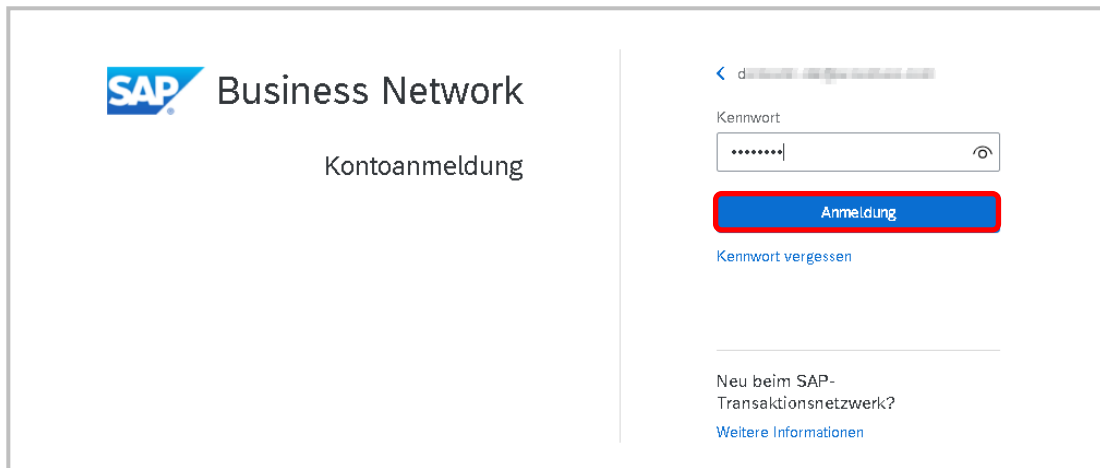 SAP Business Network
Kontoanmeldung
Kennwort
••••••••
Anmeldung
Kennwort vergessen
Neu beim SAP-
Transaktionsnetzwerk?
Weitere Informationen